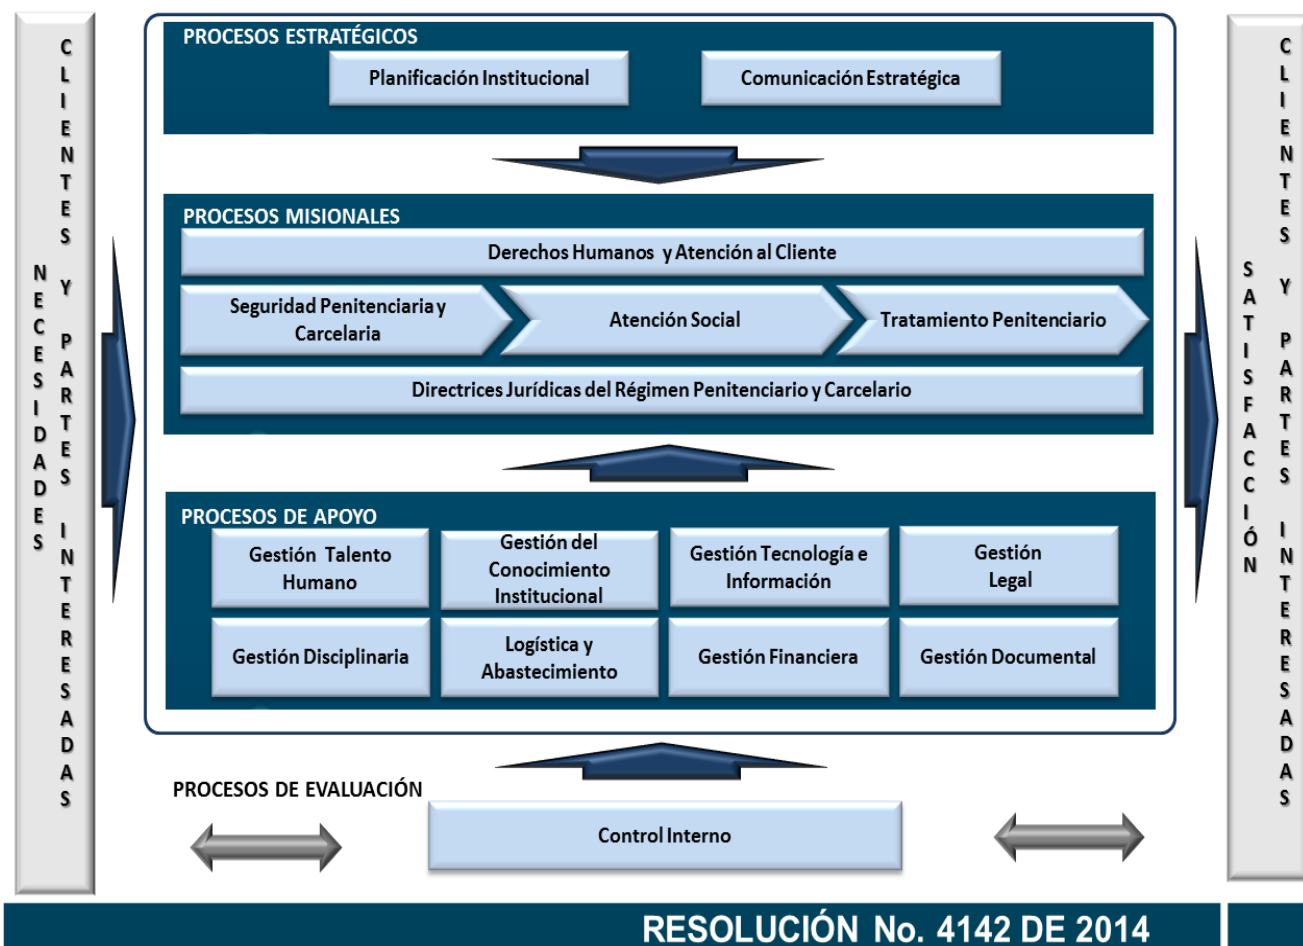 CLIENTES Y PARTES INTERESADAS
NECESIDADES
PROCESOS ESTRATÉGICOS
Planificación Institucional
Comunicación Estratégica
PROCESOS MISIONALES
Derechos Humanos y Atención al Cliente
Seguridad Penitenciaria y
Carcelaria
Atención Social
Tratamiento Penitenciario
Directrices Jurídicas del Régimen Penitenciario y Carcelario
PROCESOS DE APOYO
Gestión Talento
Humano
Gestión del
Conocimiento
Institucional
Gestión Tecnología e
Información
Gestión
Legal
Gestión Disciplinaria
Logística y
Abastecimiento
Gestión Financiera
Gestión Documental
PROCESOS DE EVALUACIÓN
Control Interno
SATISFACCIÓN
CLIENTES Y PARTES INTERESADAS
RESOLUCIÓN No. 4142 DE 2014